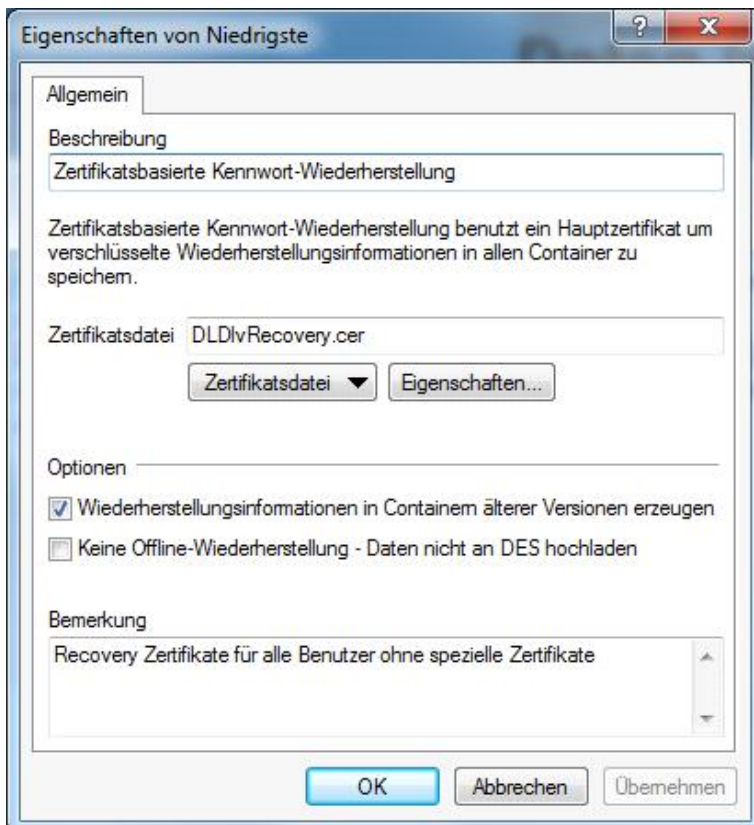 Eigenschaften von Niedrigste
Allgemein
Beschreibung
Zertifikatsbasierte Kennwort-Wiederherstellung
Zertifikatsbasierte Kennwort-Wiederherstellung benutzt ein Hauptzertifikat um
verschlüsselte Wiederherstellungsinformationen in allen Container zu
speichern.
Zertifikatsdatei DLDlvRecovery.cer
Zertifikatsdatei Eigenschaften...
Optionen
Wiederherstellungsinformationen in Containern älterer Versionen erzeugen
Keine Offline-Wiederherstellung - Daten nicht an DES hochladen
Bemerkung
Recovery Zertifikate für alle Benutzer ohne spezielle Zertifikate
OK Abbrechen Übernehmen